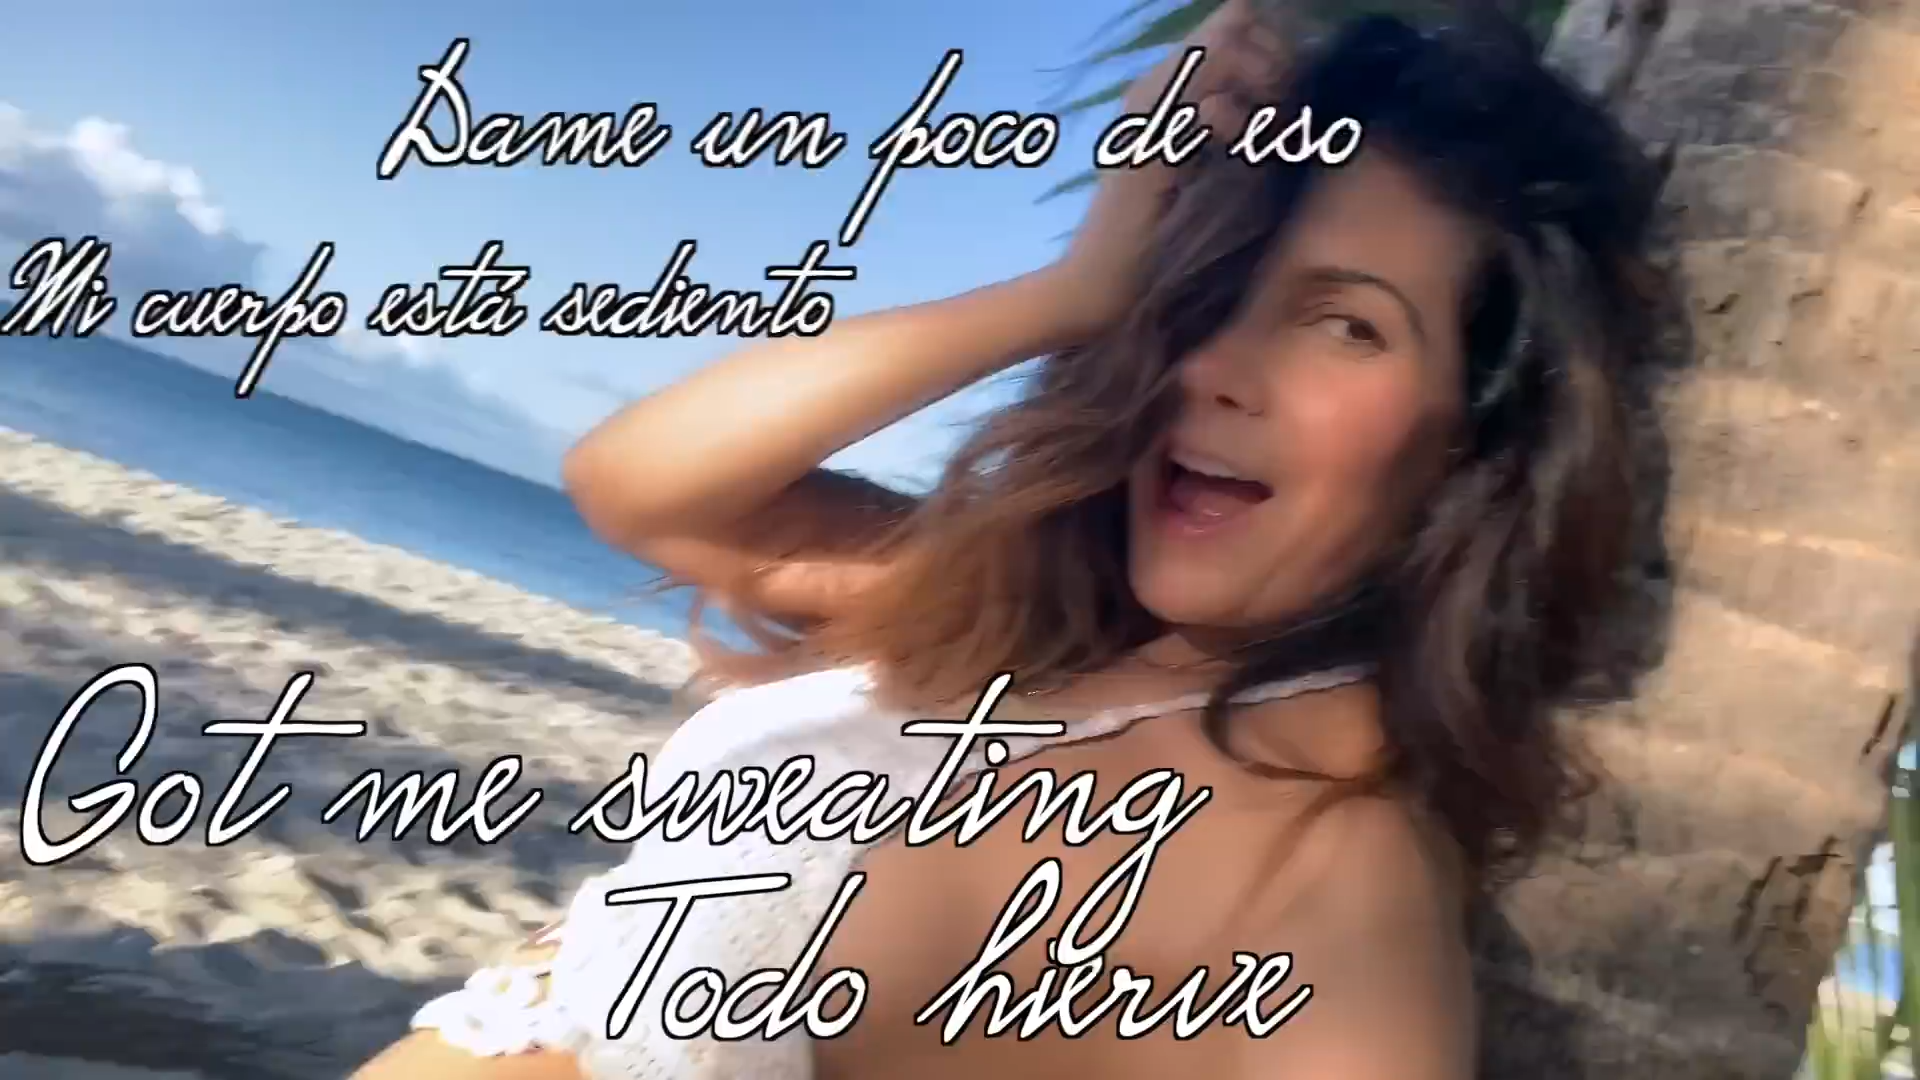 Dame un poco de eso
Mi cuerpo está sediento
Got me sweating
Todo hierve